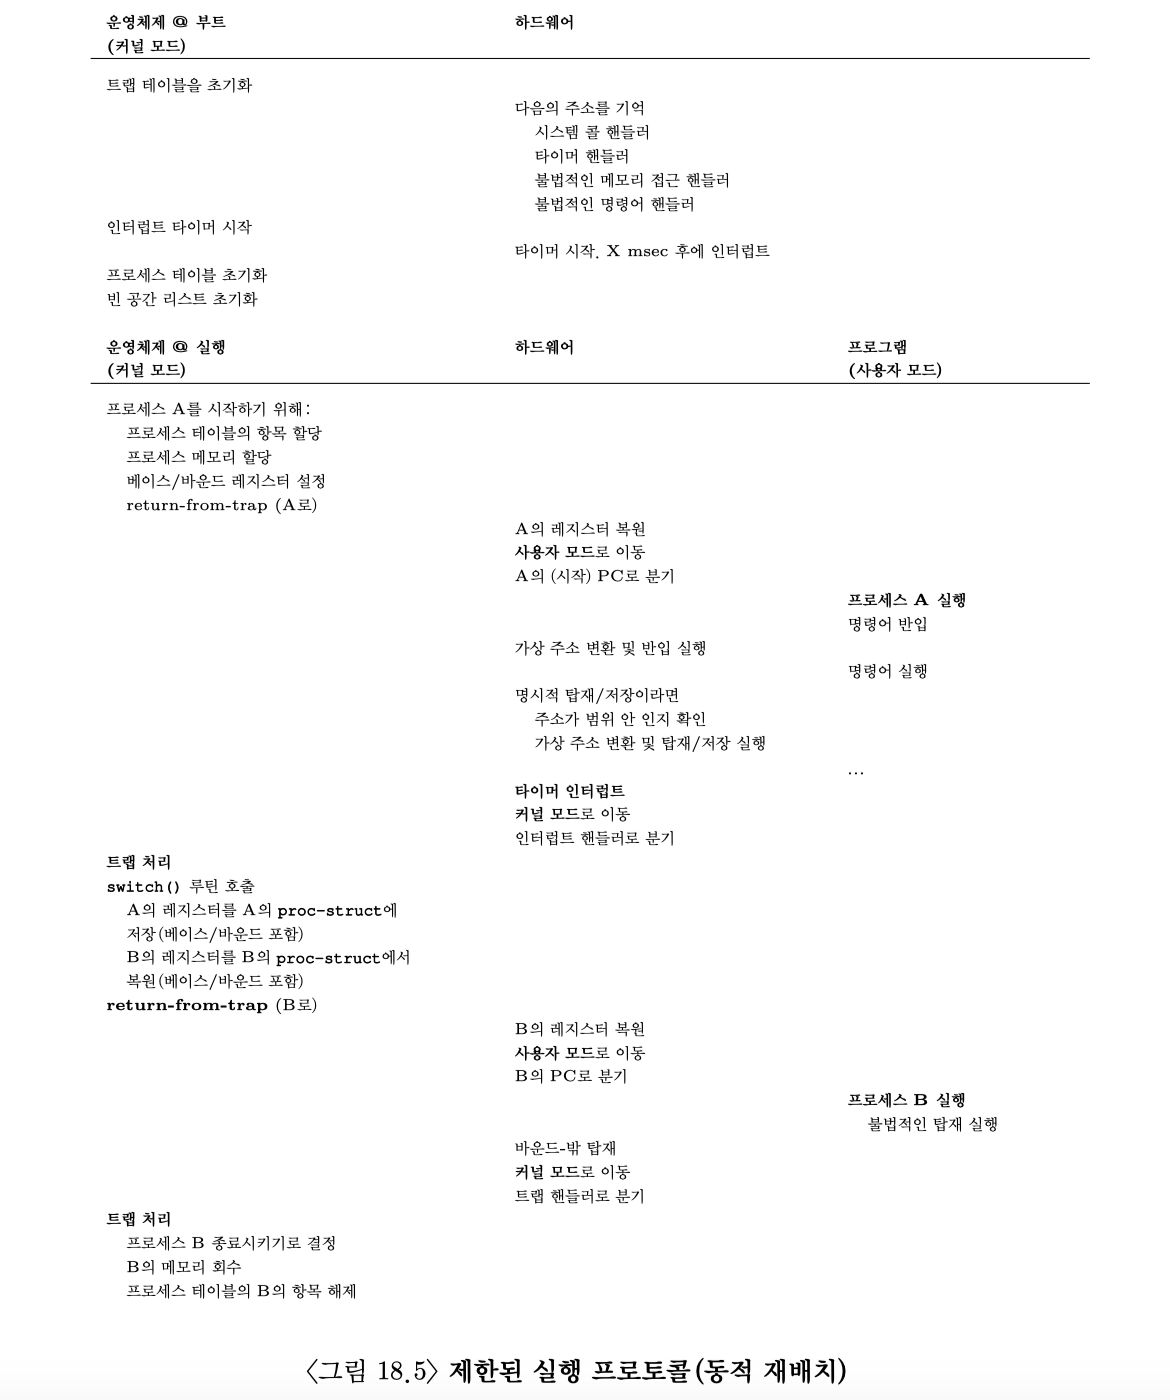 운영체제 @ 부트 하드웨어
(커널 모드)
트랩 테이블을 초기화
다음의 주소를 기억
시스템 콜 핸들러
타이머 핸들러
불법적인 메모리 접근 핸들러
불법적인 명령어 핸들러
인터럽트 타이머 시작
타이머 시작. X msec 후에 인터럽트
프로세스 테이블 초기화
빈 공간 리스트 초기화
운영체제 @ 실행 하드웨어 프로그램
(커널 모드) (사용자 모드)
프로세스 A를 시작하기 위해:
프로세스 테이블의 항목 할당
프로세스 메모리 할당
베이스/바운드 레지스터 설정
return-from-trap (A로)
A의 레지스터 복원
사용자 모드로 이동
A의 (시작) PC로 분기
프로세스 A 실행
명령어 반입
가상 주소 변환 및 반입 실행
명령어 실행
명시적 탑재/저장이라면
주소가 범위 안 인지 확인
가상 주소 변환 및 탑재/저장 실행
...
타이머 인터럽트
커널 모드로 이동
인터럽트 핸들러로 분기
트랩 처리
switch() 루틴 호출
A의 레지스터를 A의 proc-struct에
저장(베이스/바운드 포함)
B의 레지스터를 B의 proc-struct에서
복원(베이스/바운드 포함)
return-from-trap (B로)
B의 레지스터 복원
사용자 모드로 이동
B의 PC로 분기
프로세스 B 실행
불법적인 탑재 실행
바운드-밖 탑재
커널 모드로 이동
트랩 핸들러로 분기
트랩 처리
프로세스 B 종료시키기로 결정
B의 메모리 회수
프로세스 테이블의 B의 항목 해제
〈그림 18.5〉 제한된 실행 프로토콜(동적 재배치)